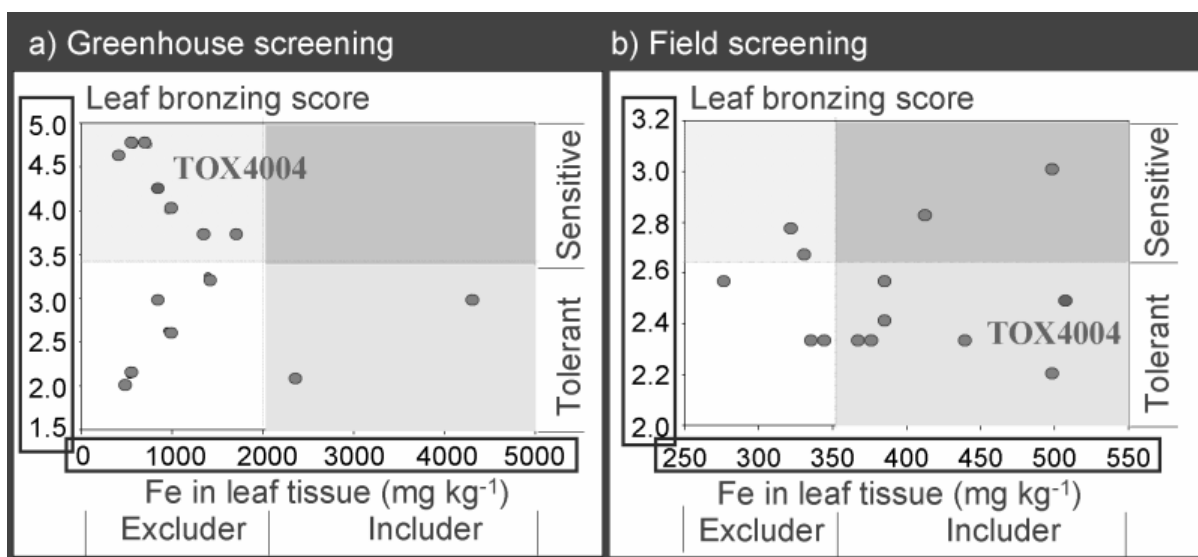 a) Greenhouse screening
Leaf bronzing score
5.0
4.5
4.0
3.5
3.0
2.5
2.0
1.5
TOX4004
Sensitive
Tolerant
0 1000 2000 3000 4000 5000
Fe in leaf tissue (mg kg⁻¹)
Excluder Includer
b) Field screening
Leaf bronzing score
3.2
3.0
2.8
2.6
2.4
2.2
2.0
TOX4004
Sensitive
Tolerant
250 300 350 400 450 500 550
Fe in leaf tissue (mg kg⁻¹)
Excluder Includer